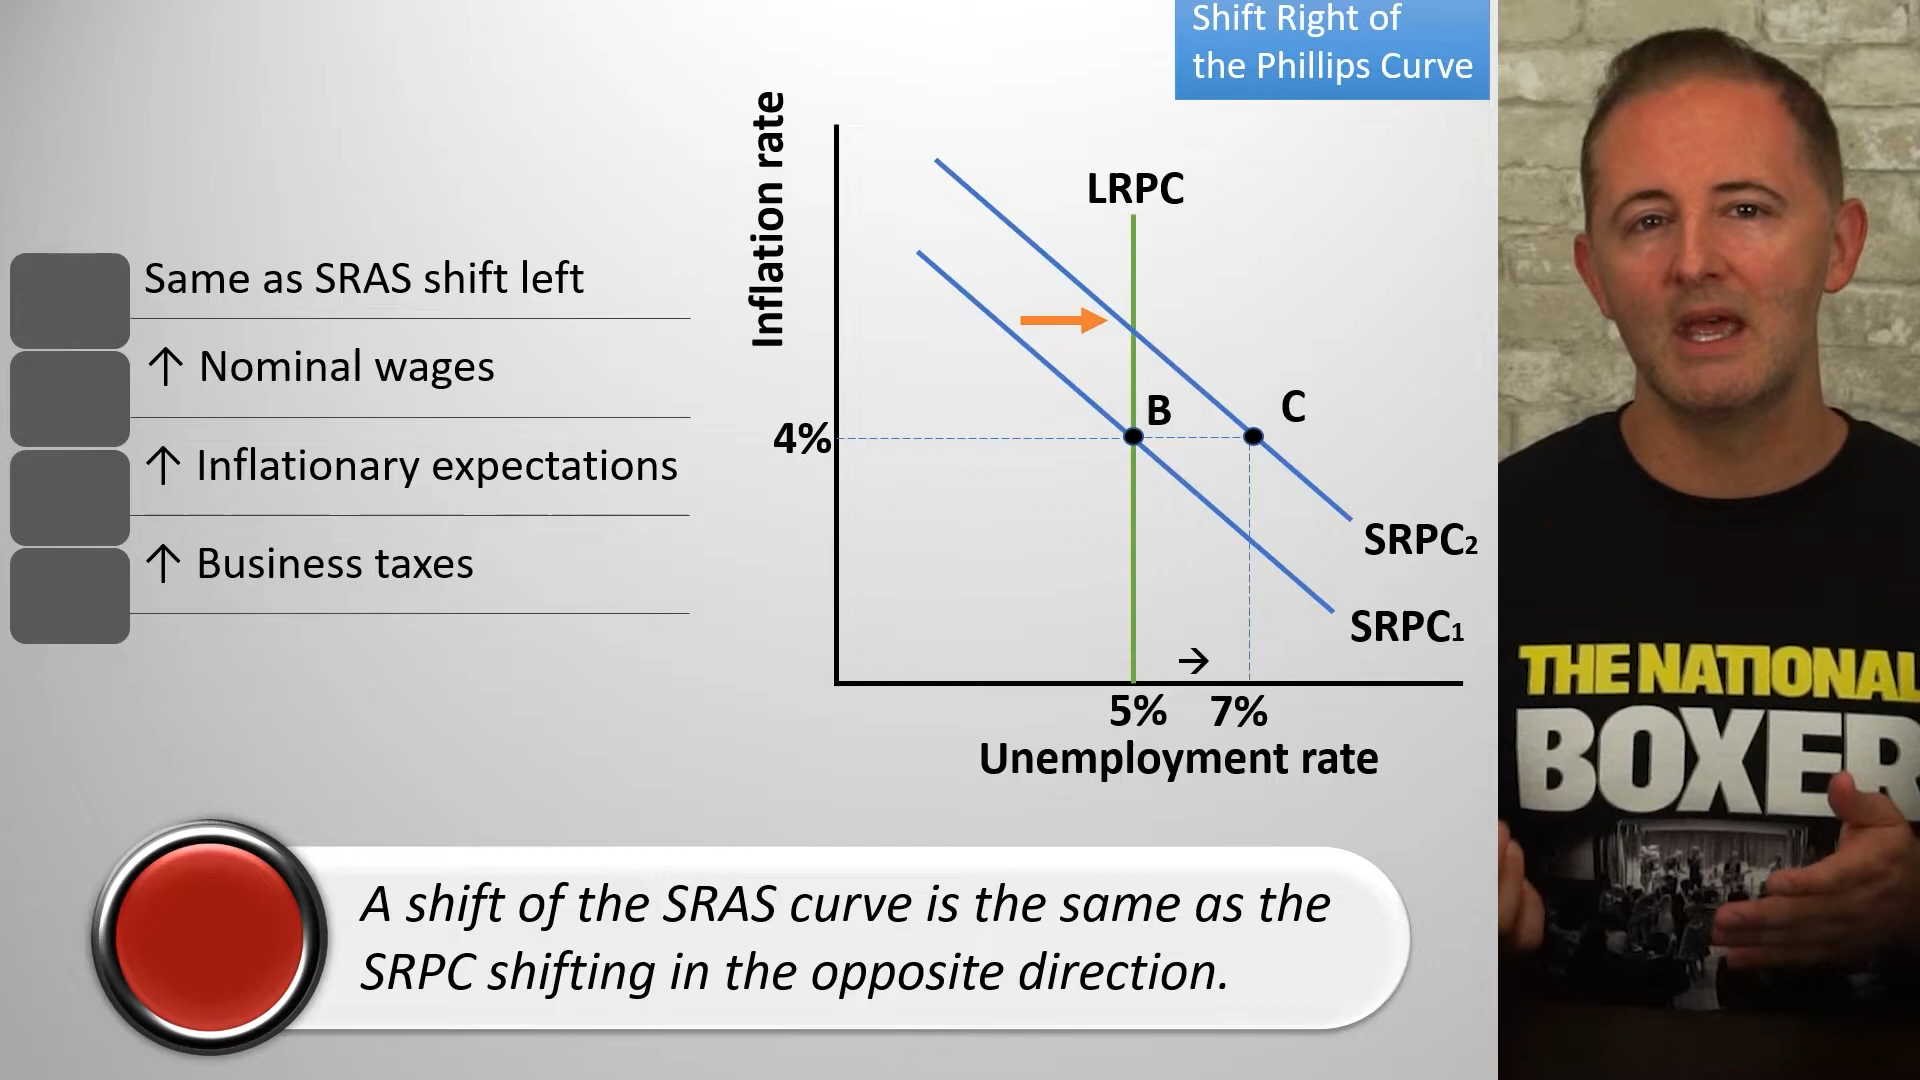 Shift Right of
the Phillips Curve
Same as SRAS shift left
↑ Nominal wages
↑ Inflationary expectations
↑ Business taxes
Inflation rate
LRPC
B
C
4%
SRPC2
SRPC1
→
5%
7%
Unemployment rate
A shift of the SRAS curve is the same as the
SRPC shifting in the opposite direction.
THE NATIONAL
BOXER